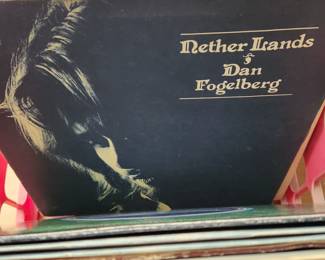 Nether Lands
Dan
Fogelberg